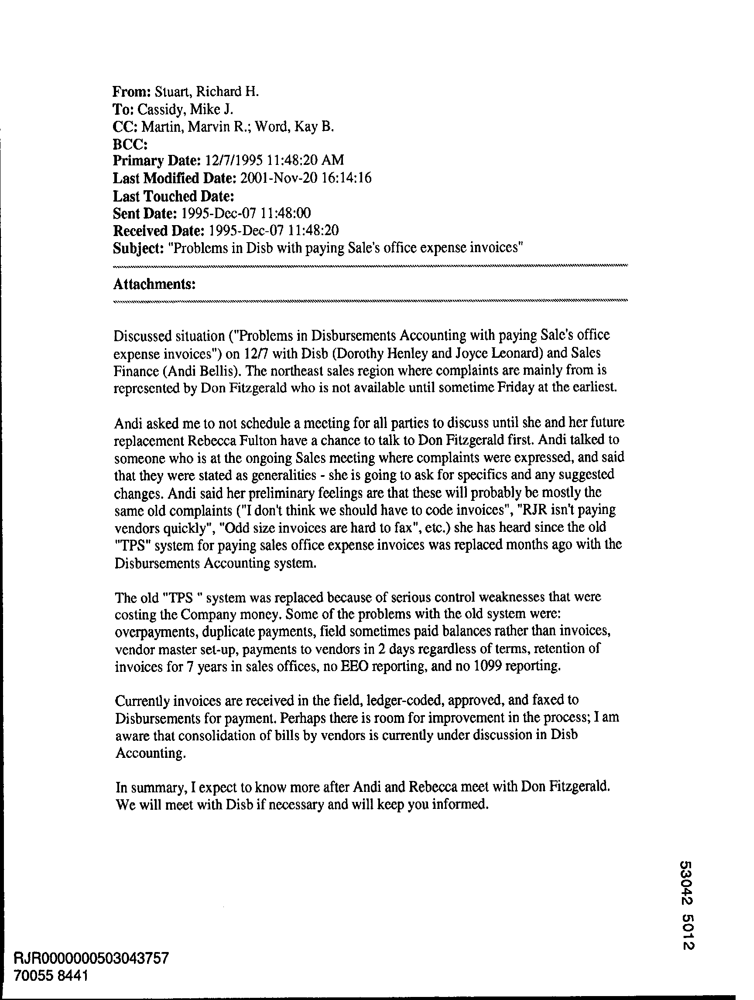 From: Stuart, Richard H.
To: Cassidy, Mike J.
CC: Martin, Marvin R.; Word, Kay B.
BCC:
Primary Date: 12/7/1995 11:48:20 AM
Last Modified Date: 2001-Nov-20 16:14:16
Last Touched Date:
Sent Date: 1995-Dec-07 11:48:00
Received Date: 1995-Dec-07 11:48:20
Subject: "Problems in Disb with paying Sale's office expense invoices"
Attachments:
Discussed situation ("Problems in Disbursements Accounting with paying Sale's office
expense invoices") on 12/7 with Disb (Dorothy Henley and Joyce Leonard) and Sales
Finance (Andi Bellis). The northeast sales region where complaints are mainly from is
represented by Don Fitzgerald who is not available until sometime Friday at the earliest.
Andi asked me to not schedule a meeting for all parties to discuss until she and her future
replacement Rebecca Fulton have a chance to talk to Don Fitzgerald first. Andi talked to
someone who is at the ongoing Sales meeting where complaints were expressed, and said
that they were stated as generalities - she is going to ask for specifics and any suggested
changes. Andi said her preliminary feelings are that these will probably be mostly the
same old complaints ("I don't think we should have to code invoices", "RJR isn't paying
vendors quickly", "Odd size invoices are hard to fax", etc.) she has heard since the old
"TPS" system for paying sales office expense invoices was replaced months ago with the
Disbursements Accounting system.
The old "TPS " system was replaced because of serious control weaknesses that were
costing the Company money. Some of the problems with the old system were:
overpayments, duplicate payments, field sometimes paid balances rather than invoices,
vendor master set-up, payments to vendors in 2 days regardless of terms, retention of
invoices for 7 years in sales offices, no EEO reporting, and no 1099 reporting.
Currently invoices are received in the field, ledger-coded, approved, and faxed to
Disbursements for payment. Perhaps there is room for improvement in the process; I am
aware that consolidation of bills by vendors is currently under discussion in Disb
Accounting.
In summary, I expect to know more after Andi and Rebecca meet with Don Fitzgerald.
We will meet with Disb if necessary and will keep you informed.
53042 5012
RJR0000000503043757
70055 8441